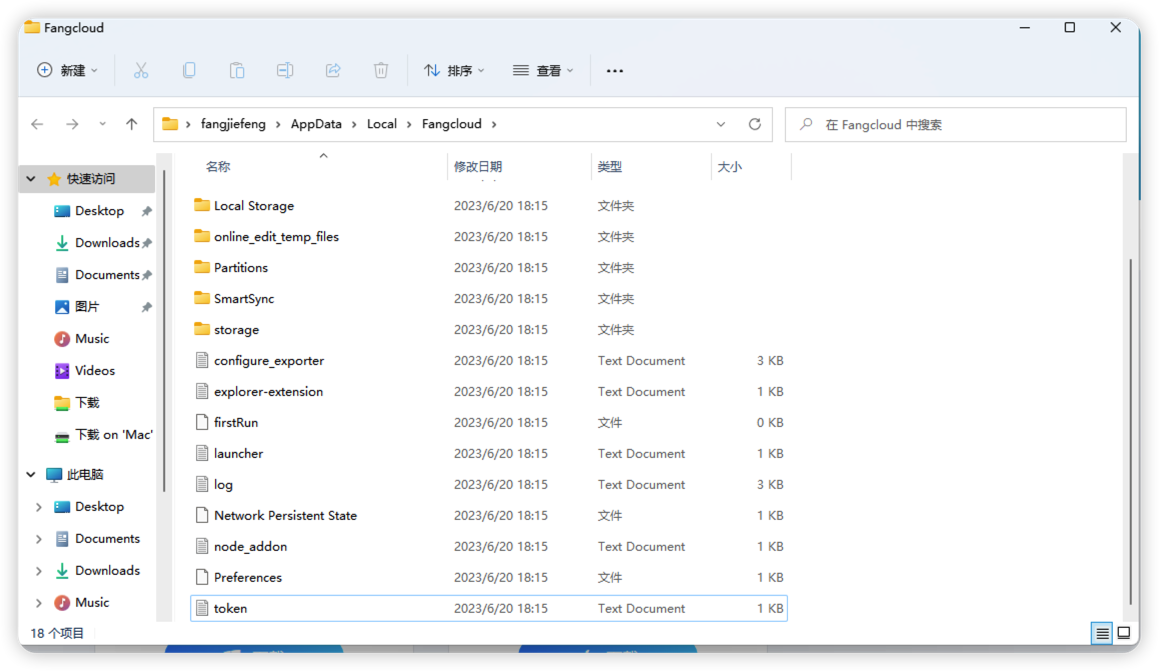 Fangcloud
新建
排序
查看
fangjiefeng > AppData > Local > Fangcloud >
在 Fangcloud 中搜索
名称 修改日期 类型 大小
快速访问
Desktop
Downloads
Documents
图片
Music
Videos
下载
下载 on 'Mac'
此电脑
Desktop
Documents
Downloads
Music
Local Storage 2023/6/20 18:15 文件夹
online_edit_temp_files 2023/6/20 18:15 文件夹
Partitions 2023/6/20 18:15 文件夹
SmartSync 2023/6/20 18:15 文件夹
storage 2023/6/20 18:15 文件夹
configure_exporter 2023/6/20 18:15 Text Document 3 KB
explorer-extension 2023/6/20 18:15 Text Document 1 KB
firstRun 2023/6/20 18:15 文件 0 KB
launcher 2023/6/20 18:15 Text Document 1 KB
log 2023/6/20 18:15 Text Document 3 KB
Network Persistent State 2023/6/20 18:15 文件 1 KB
node_addon 2023/6/20 18:15 Text Document 1 KB
Preferences 2023/6/20 18:15 文件 1 KB
token 2023/6/20 18:15 Text Document 1 KB
18 个项目